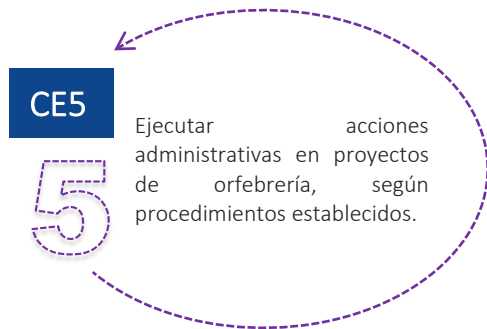 CE5
5
Ejecutar acciones
administrativas en proyectos
de orfebrería, según
procedimientos establecidos.